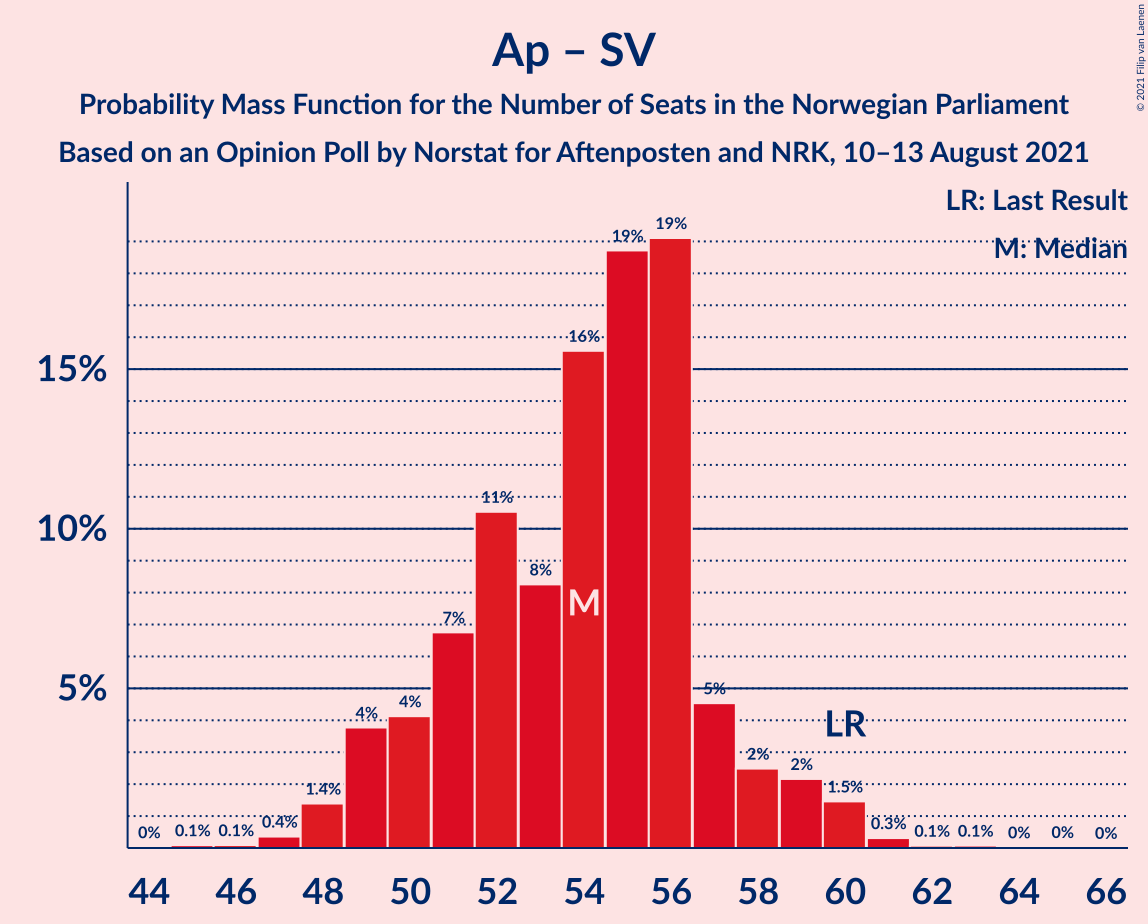 Ap – SV
Probability Mass Function for the Number of Seats in the Norwegian Parliament
Based on an Opinion Poll by Norstat for Aftenposten and NRK, 10–13 August 2021
© 2021 Filip van Laenen
LR: Last Result
M: Median
15%
10%
5%
0% 0.1% 0.1% 0.4% 1.4% 4% 4% 7% 11% 8% 16% 19% 19% 5% 2% 2% 1.5% 0.3% 0.1% 0.1% 0% 0% 0%
M
LR
44 46 48 50 52 54 56 58 60 62 64 66